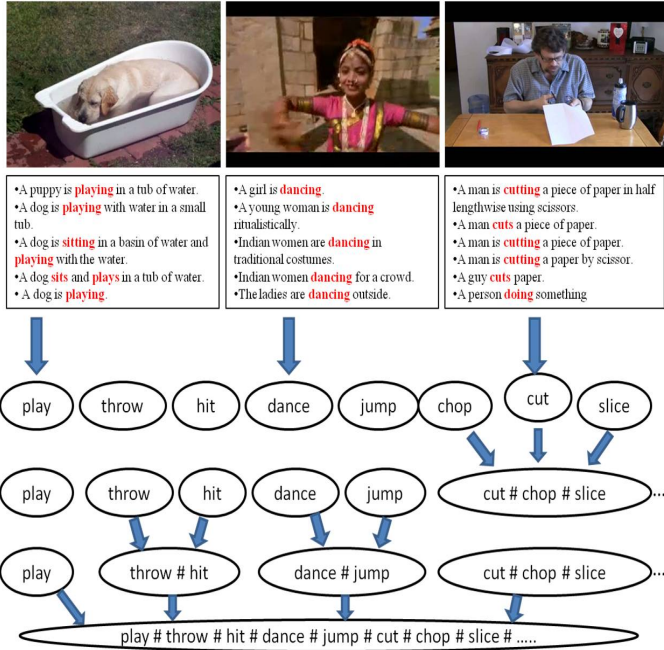 •A puppy is playing in a tub of water.
•A dog is playing with water in a small
tub.
•A dog is sitting in a basin of water and
playing with the water.
•A dog sits and plays in a tub of water.
• A dog is playing.
•A girl is dancing.
•A young woman is dancing
ritualistically.
•Indian women are dancing in
traditional costumes.
•Indian women dancing for a crowd.
•The ladies are dancing outside.
•A man is cutting a piece of paper in half
lengthwise using scissors.
•A man cuts a piece of paper.
•A man is cutting a piece of paper.
•A man is cutting a paper by scissor.
•A guy cuts paper.
•A person doing something
play throw hit dance jump chop cut slice
play throw hit dance jump cut # chop # slice ...
play throw # hit dance # jump cut # chop # slice ...
play # throw # hit # dance # jump # cut # chop # slice # .....